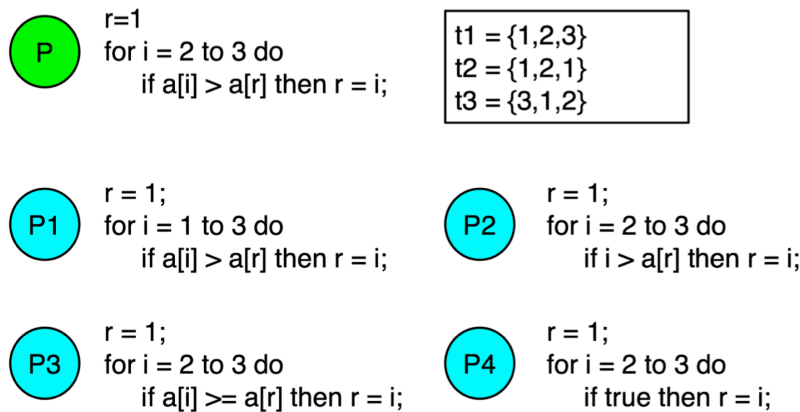 P
r=1
for i = 2 to 3 do
if a[i] > a[r] then r = i;
t1 = {1,2,3}
t2 = {1,2,1}
t3 = {3,1,2}
P1
r = 1;
for i = 1 to 3 do
if a[i] > a[r] then r = i;
P2
r = 1;
for i = 2 to 3 do
if i > a[r] then r = i;
P3
r = 1;
for i = 2 to 3 do
if a[i] >= a[r] then r = i;
P4
r = 1;
for i = 2 to 3 do
if true then r = i;